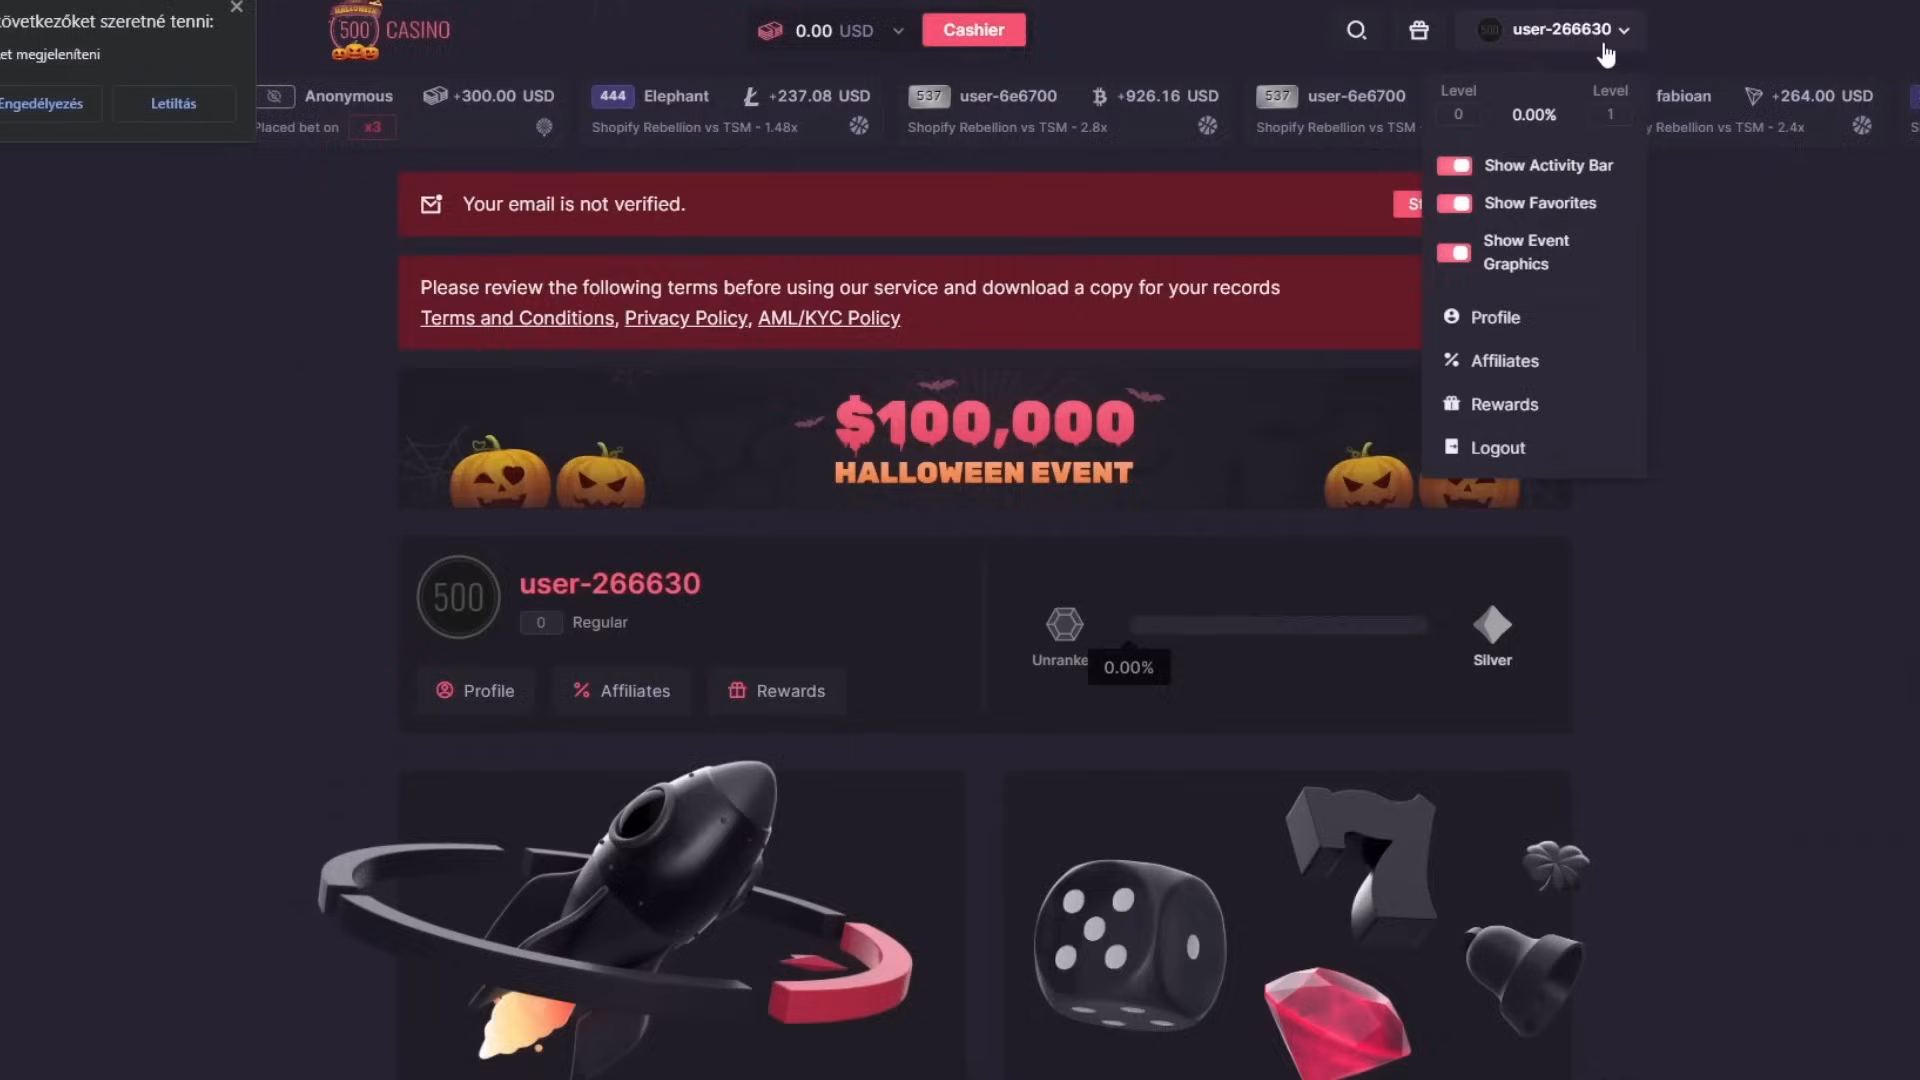 következőket szeretné tenni:
et megjeleníteni
Engedélyezés
Letiltás
HALLOWEEN
500 CASINO
0.00 USD
Cashier
500
user-266630
Anonymous
+300.00 USD
Placed bet on x3
444 Elephant
+237.08 USD
Shopify Rebellion vs TSM - 1.48x
537 user-6e6700
+926.16 USD
Shopify Rebellion vs TSM - 2.8x
537 user-6e6700
Shopify Rebellion vs TSM -
fabioan
+264.00 USD
y Rebellion vs TSM - 2.4x
S
Level
0
0.00%
Level
1
Show Activity Bar
Show Favorites
Show Event
Graphics
Profile
Affiliates
Rewards
Logout
Your email is not verified.
St
Please review the following terms before using our service and download a copy for your records
Terms and Conditions, Privacy Policy, AML/KYC Policy
$100,000
HALLOWEEN EVENT
500
user-266630
0 Regular
Profile
Affiliates
Rewards
Unranke
0.00%
Silver
7